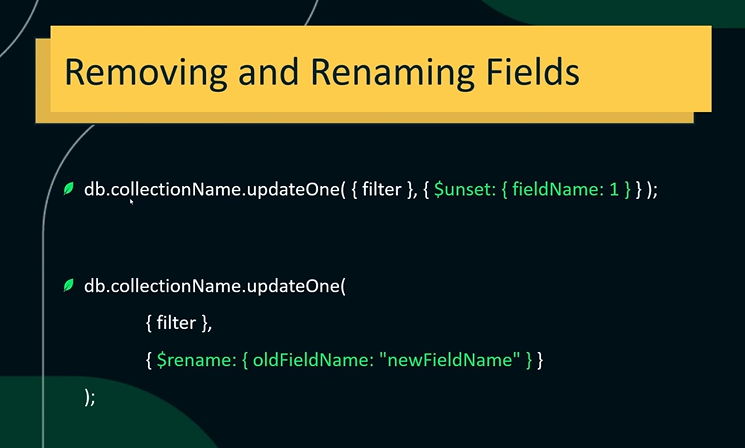 Removing and Renaming Fields
db.collectionName.updateOne( { filter }, { $unset: { fieldName: 1 } } );
db.collectionName.updateOne(
{ filter },
{ $rename: { oldFieldName: "newFieldName" } }
);